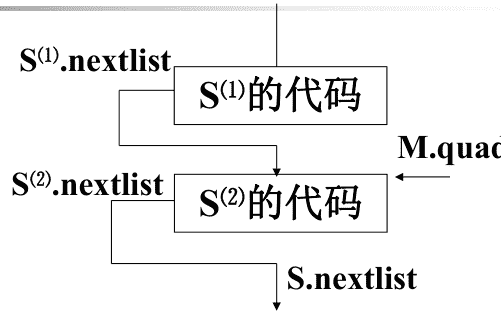 S⁽¹⁾.nextlist
S⁽¹⁾的代码
M.quad
S⁽²⁾.nextlist
S⁽²⁾的代码
S.nextlist